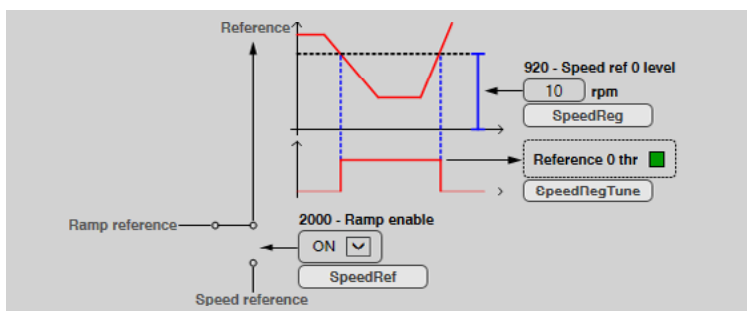 Reference
920 - Speed ref 0 level
10 rpm
SpeedReg
Reference 0 thr
SpeedRegTune
Ramp reference
2000 - Ramp enable
ON
SpeedRef
Speed reference